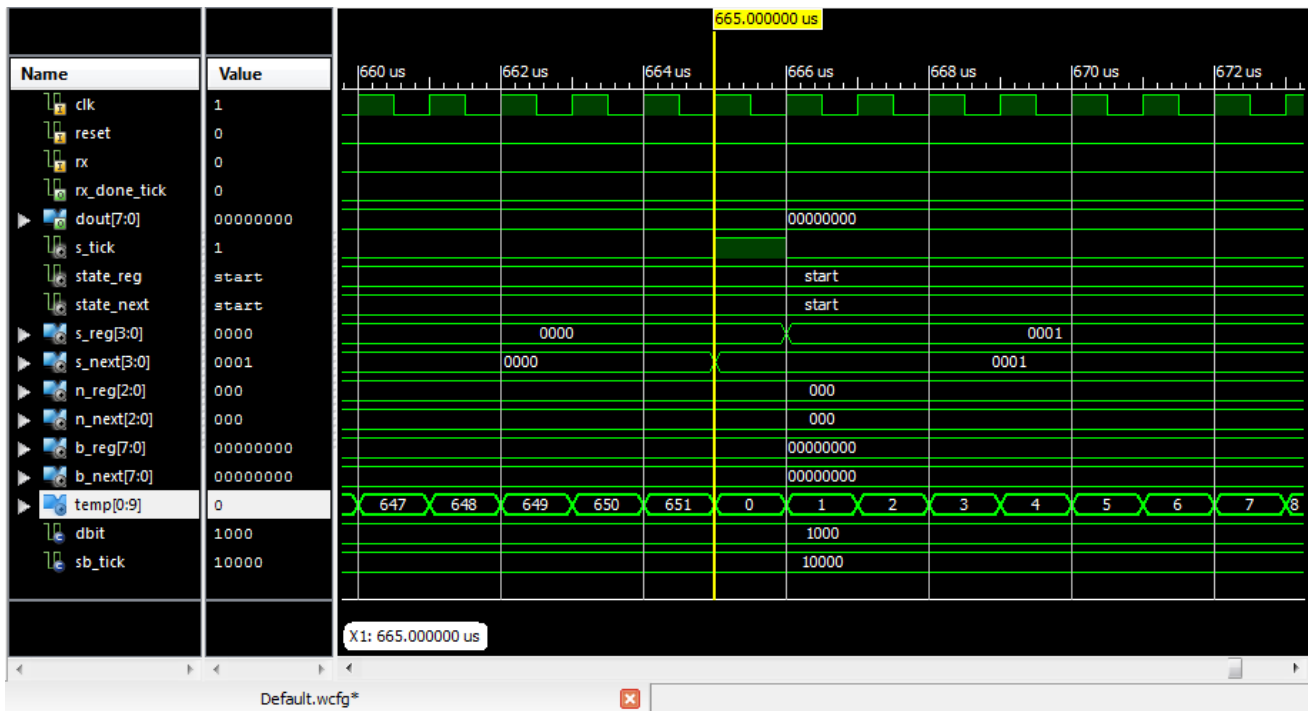 665.000000 us
Name Value 660 us 662 us 664 us 666 us 668 us 670 us 672 us
clk 1
reset 0
rx 0
rx_done_tick 0
dout[7:0] 00000000 00000000
s_tick 1
state_reg start start
state_next start start
s_reg[3:0] 0000 0000 0001
s_next[3:0] 0001 0000 0001
n_reg[2:0] 000 000
n_next[2:0] 000 000
b_reg[7:0] 00000000 00000000
b_next[7:0] 00000000 00000000
temp[0:9] 0 647 648 649 650 651 0 1 2 3 4 5 6 7 8
dbit 1000 1000
sb_tick 10000 10000
X1: 665.000000 us
Default.wcfg*